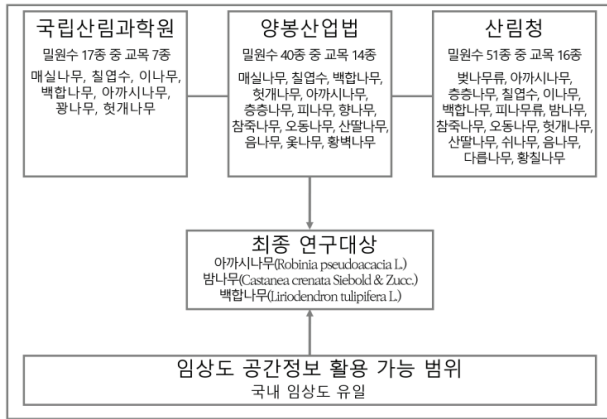 국립산림과학원
밀원수 17종 중 교목 7종
매실나무, 칠엽수, 이나무,
백합나무, 아까시나무,
쫭나무, 헛개나무
양봉산업법
밀원수 40종 중 교목 14종
매실나무, 칠엽수, 백합나무,
헛개나무, 아까시나무,
층층나무, 피나무, 향나무,
참죽나무, 오동나무, 산딸나무,
음나무, 옻나무, 황벽나무
산림청
밀원수 51종 중 교목 16종
벚나무류, 아까시나무,
층층나무, 칠엽수, 이나무,
백합나무, 피나무류, 밤나무,
참죽나무, 오동나무, 헛개나무,
산딸나무, 쉬나무, 음나무,
다릅나무, 황칠나무
최종 연구대상
아까시나무(Robinia pseudoacacia L.)
밤나무(Castanea crenata Siebold & Zucc.)
백합나무(Liriodendron tulipifera L.)
임상도 공간정보 활용 가능 범위
국내 임상도 유일